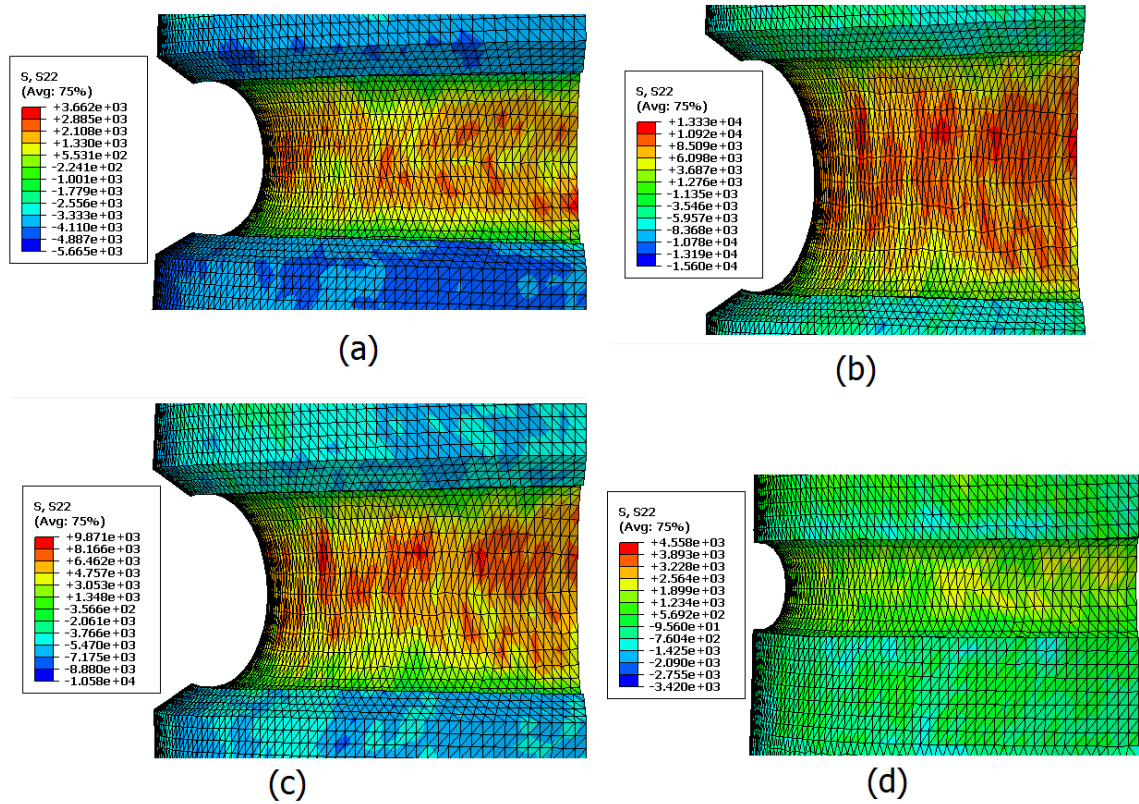 S, S22
(Avg: 75%)
+3.662e+03
+2.885e+03
+2.108e+03
+1.330e+03
+5.531e+02
-2.241e+02
-1.001e+03
-1.779e+03
-2.556e+03
-3.333e+03
-4.110e+03
-4.887e+03
-5.665e+03
(a)
S, S22
(Avg: 75%)
+1.333e+04
+1.092e+04
+8.509e+03
+6.098e+03
+3.687e+03
+1.276e+03
-1.135e+03
-3.546e+03
-5.957e+03
-8.368e+03
-1.078e+04
-1.319e+04
-1.560e+04
(b)
S, S22
(Avg: 75%)
+9.871e+03
+8.166e+03
+6.462e+03
+4.757e+03
+3.053e+03
+1.348e+03
-3.566e+02
-2.061e+03
-3.766e+03
-5.470e+03
-7.175e+03
-8.880e+03
-1.058e+04
(c)
S, S22
(Avg: 75%)
+4.558e+03
+3.893e+03
+3.228e+03
+2.564e+03
+1.899e+03
+1.234e+03
+5.692e+02
-9.560e+01
-7.604e+02
-1.425e+03
-2.090e+03
-2.755e+03
-3.420e+03
(d)